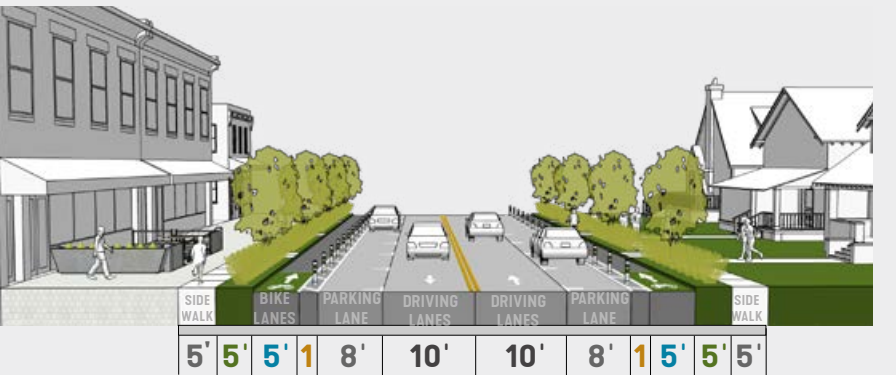 SIDE
WALK
BIKE
LANES
PARKING
LANE
DRIVING
LANES
DRIVING
LANES
PARKING
LANE
SIDE
WALK
5' 5' 5' 1 8' 10' 10' 8' 1 5' 5' 5'